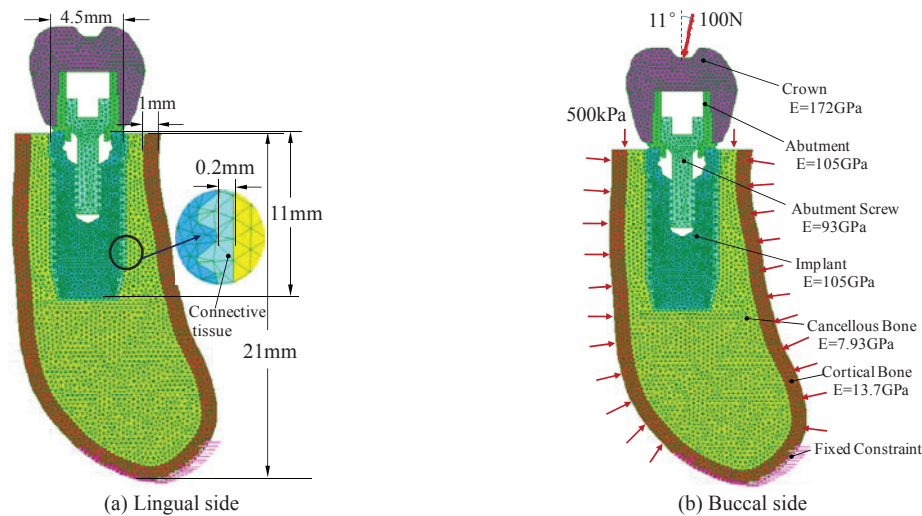 4.5mm
1mm
0.2mm
11mm
Connective
tissue
21mm
(a) Lingual side
11°
100N
500kPa
Crown
E=172GPa
Abutment
E=105GPa
Abutment Screw
E=93GPa
Implant
E=105GPa
Cancellous Bone
E=7.93GPa
Cortical Bone
E=13.7GPa
Fixed Constraint
(b) Buccal side